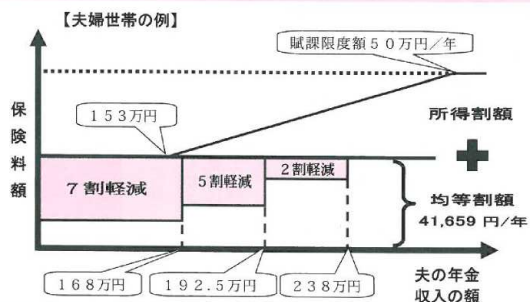 【夫婦世帯の例】
賦課限度額50万円/年
保険料額
153万円
所得割額
7割軽減
5割軽減
2割軽減
均等割額
41,659 円/年
168万円
192.5万円
238万円
夫の年金
収入の額